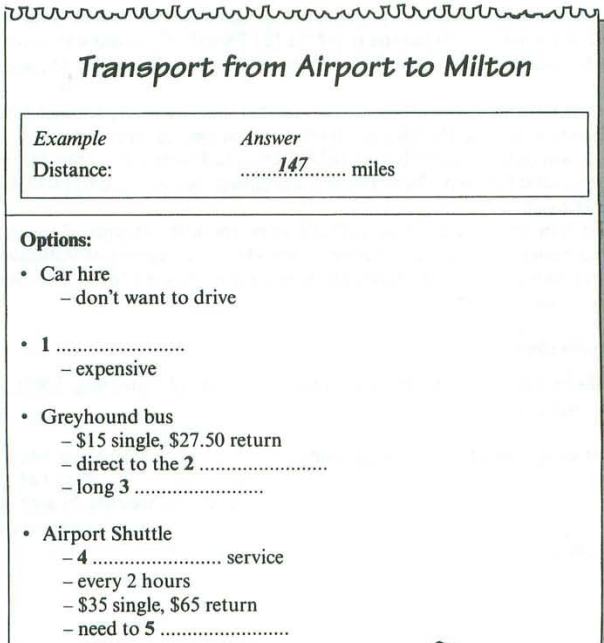 Transport from Airport to Milton
Example Answer
Distance: ..........147......... miles
Options:
• Car hire
– don't want to drive
• 1 .......................
– expensive
• Greyhound bus
– $15 single, $27.50 return
– direct to the 2 .......................
– long 3 .......................
• Airport Shuttle
– 4 ....................... service
– every 2 hours
– $35 single, $65 return
– need to 5 .......................